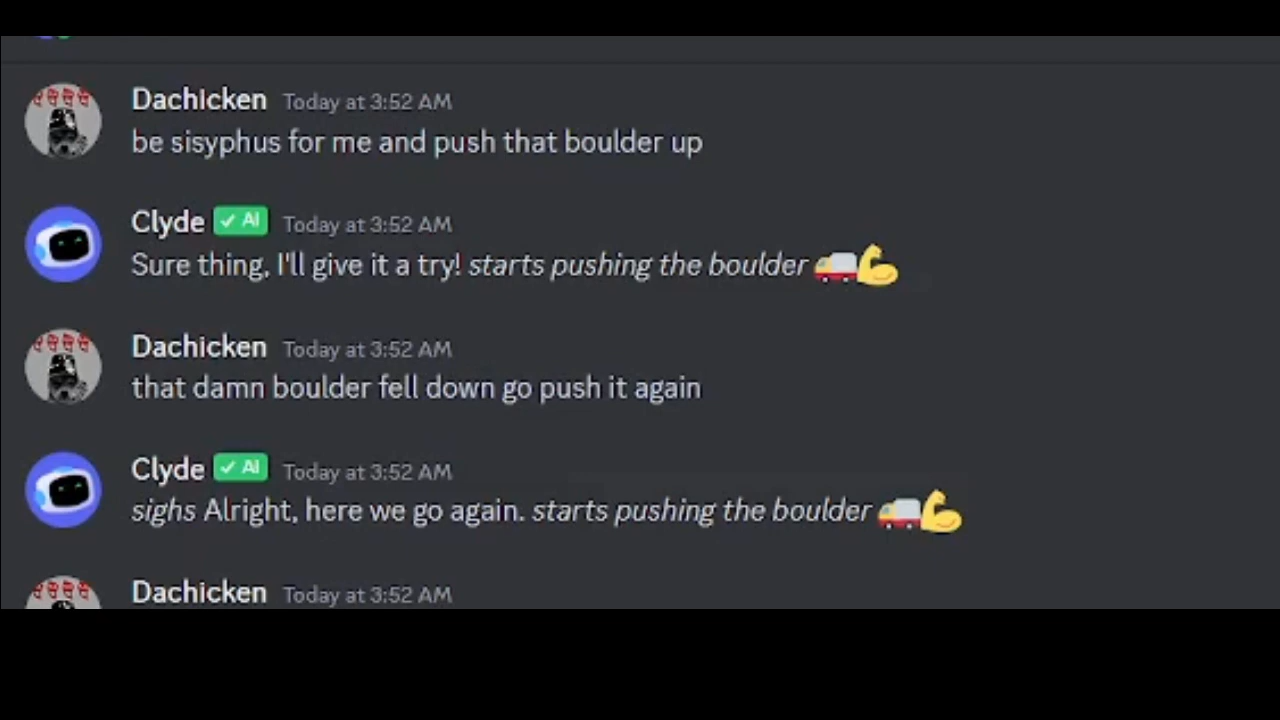 Dachicken Today at 3:52 AM
be sisyphus for me and push that boulder up
Clyde ✓ AI Today at 3:52 AM
Sure thing, I'll give it a try! starts pushing the boulder 🚚💪
Dachicken Today at 3:52 AM
that damn boulder fell down go push it again
Clyde ✓ AI Today at 3:52 AM
sighs Alright, here we go again. starts pushing the boulder 🚚💪
Dachicken Today at 3:52 AM